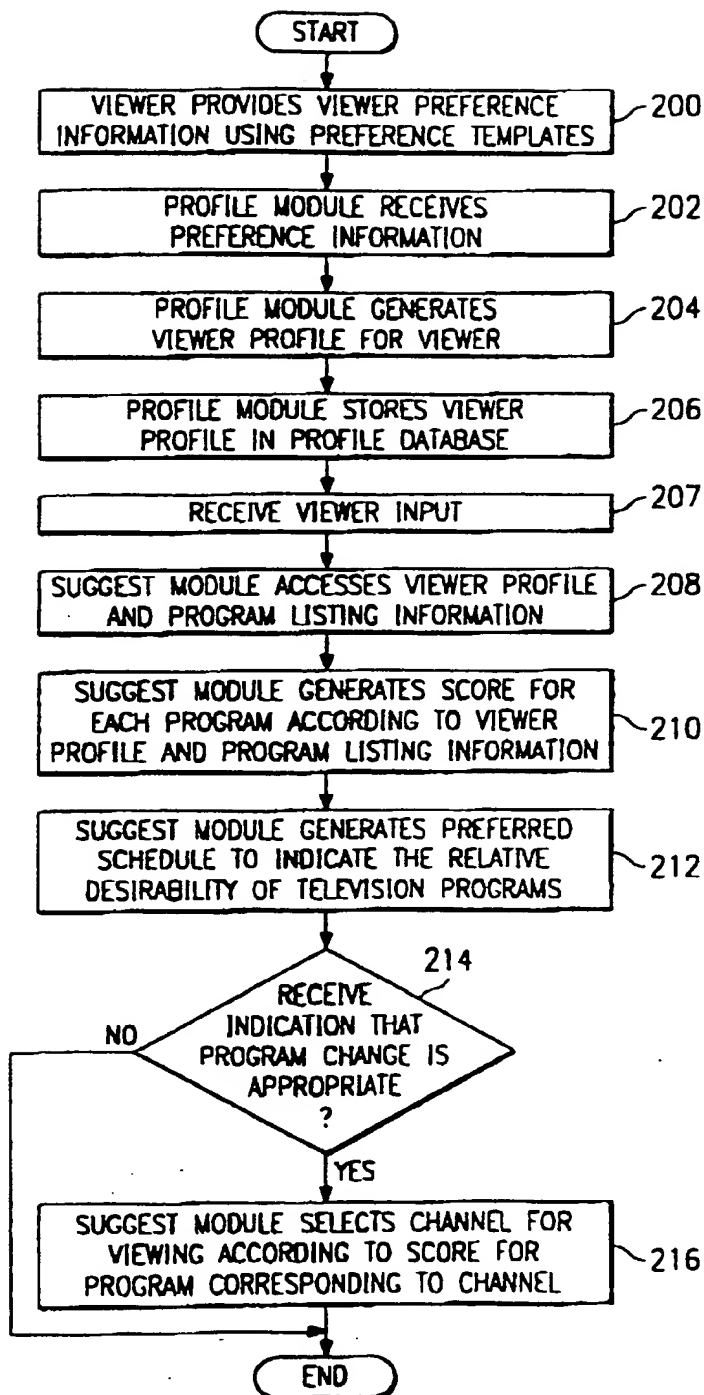 START
VIEWER PROVIDES VIEWER PREFERENCE
INFORMATION USING PREFERENCE TEMPLATES
200
PROFILE MODULE RECEIVES
PREFERENCE INFORMATION
202
PROFILE MODULE GENERATES
VIEWER PROFILE FOR VIEWER
204
PROFILE MODULE STORES VIEWER
PROFILE IN PROFILE DATABASE
206
RECEIVE VIEWER INPUT
207
SUGGEST MODULE ACCESSES VIEWER PROFILE
AND PROGRAM LISTING INFORMATION
208
SUGGEST MODULE GENERATES SCORE FOR
EACH PROGRAM ACCORDING TO VIEWER
PROFILE AND PROGRAM LISTING INFORMATION
210
SUGGEST MODULE GENERATES PREFERRED
SCHEDULE TO INDICATE THE RELATIVE
DESIRABILITY OF TELEVISION PROGRAMS
212
214
RECEIVE
INDICATION THAT
PROGRAM CHANGE IS
APPROPRIATE
?
NO
YES
SUGGEST MODULE SELECTS CHANNEL FOR
VIEWING ACCORDING TO SCORE FOR
PROGRAM CORRESPONDING TO CHANNEL
216
END